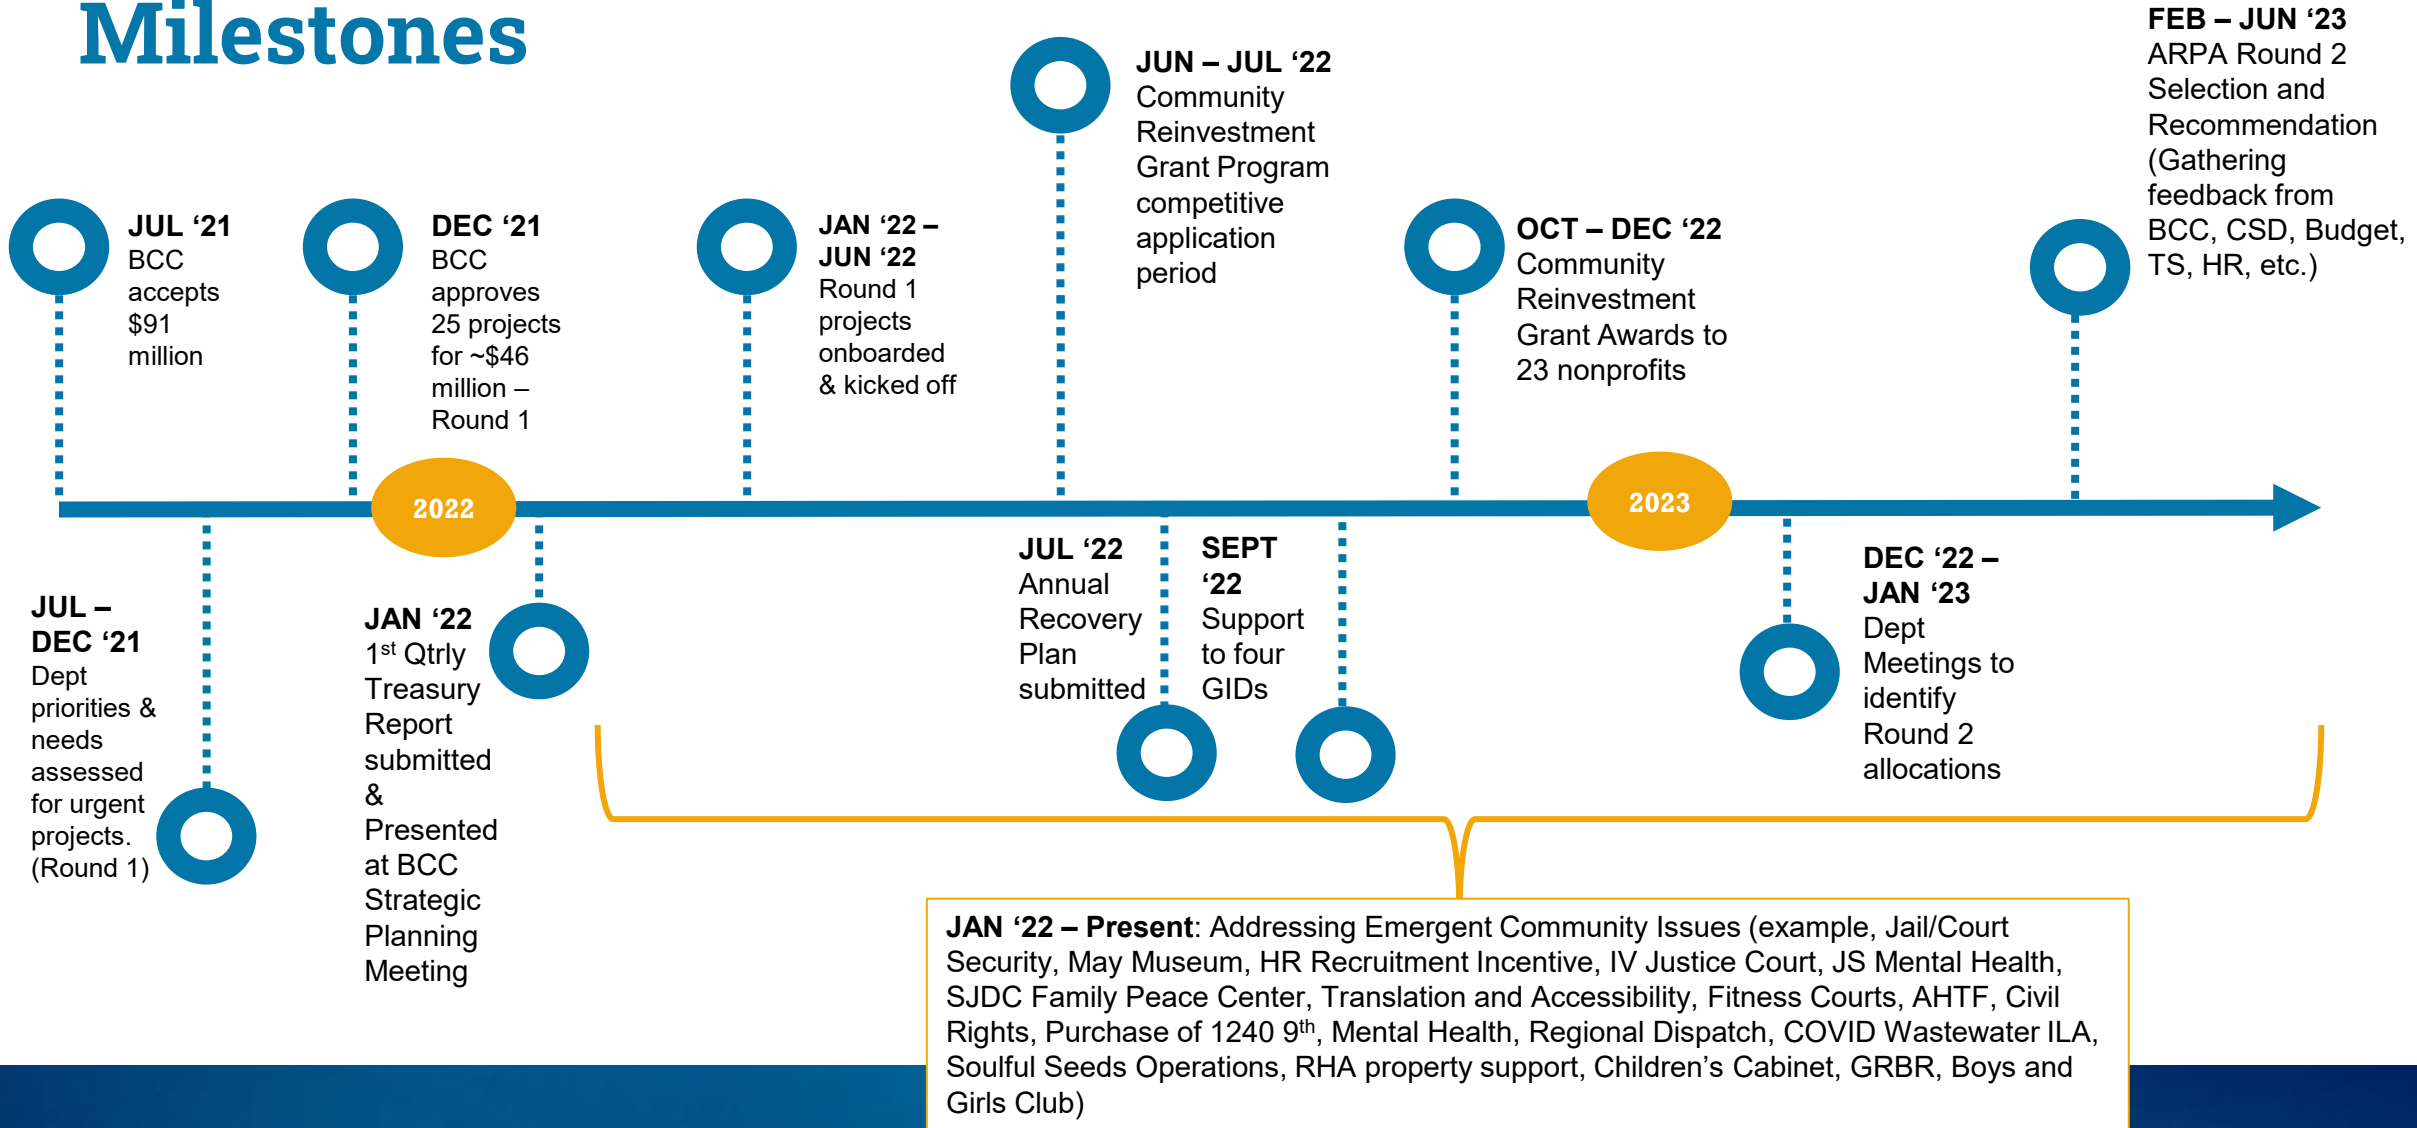 Milestones
JUL ‘21
BCC
accepts
$91
million
DEC ‘21
BCC
approves
25 projects
for ~$46
million –
Round 1
JAN ‘22 –
JUN ‘22
Round 1
projects
onboarded
& kicked off
JUN – JUL ‘22
Community
Reinvestment
Grant Program
competitive
application
period
OCT – DEC ‘22
Community
Reinvestment
Grant Awards to
23 nonprofits
FEB – JUN ‘23
ARPA Round 2
Selection and
Recommendation
(Gathering
feedback from
BCC, CSD, Budget,
TS, HR, etc.)
2022
2023
JUL –
DEC ‘21
Dept
priorities &
needs
assessed
for urgent
projects.
(Round 1)
JAN ‘22
1st Qtrly
Treasury
Report
submitted
&
Presented
at BCC
Strategic
Planning
Meeting
JUL ‘22
Annual
Recovery
Plan
submitted
SEPT
‘22
Support
to four
GIDs
DEC ‘22 –
JAN ‘23
Dept
Meetings to
identify
Round 2
allocations
JAN ‘22 – Present: Addressing Emergent Community Issues (example, Jail/Court
Security, May Museum, HR Recruitment Incentive, IV Justice Court, JS Mental Health,
SJDC Family Peace Center, Translation and Accessibility, Fitness Courts, AHTF, Civil
Rights, Purchase of 1240 9th, Mental Health, Regional Dispatch, COVID Wastewater ILA,
Soulful Seeds Operations, RHA property support, Children’s Cabinet, GRBR, Boys and
Girls Club)